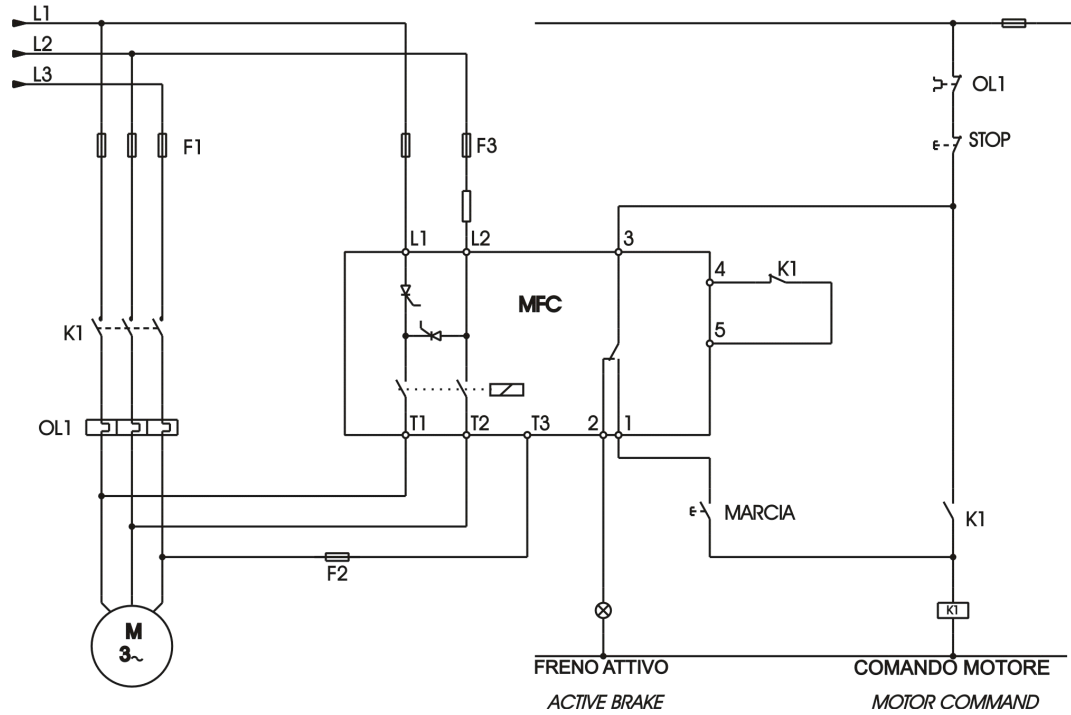 L1
L2
L3
OL1
F1
F3
STOP
L1 L2 3
4 K1
MFC
K1
5
OL1
T1 T2 T3 2 1
MARCIA
K1
F2
K1
M
3~
FRENO ATTIVO COMANDO MOTORE
ACTIVE BRAKE MOTOR COMMAND